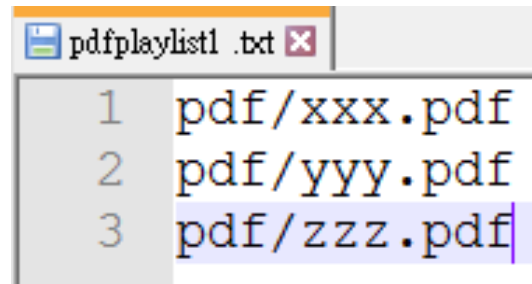 pdfplaylist1 .txt
1 pdf/xxx.pdf
2 pdf/yyy.pdf
3 pdf/zzz.pdf